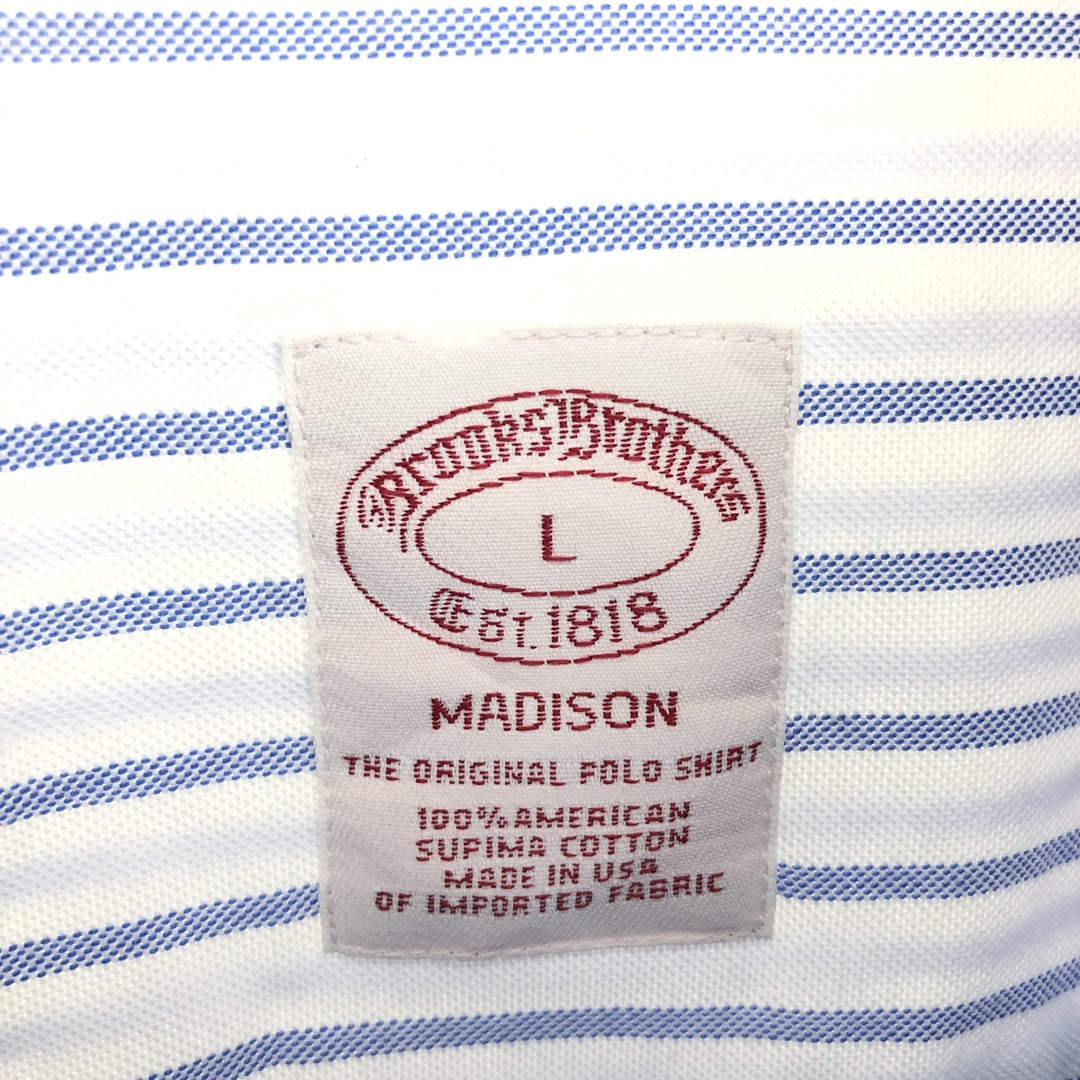 Brooks Brothers
L
Est. 1818
MADISON
THE ORIGINAL POLO SHIRT
100% AMERICAN
SUPIMA COTTON
MADE IN USA
OF IMPORTED FABRIC